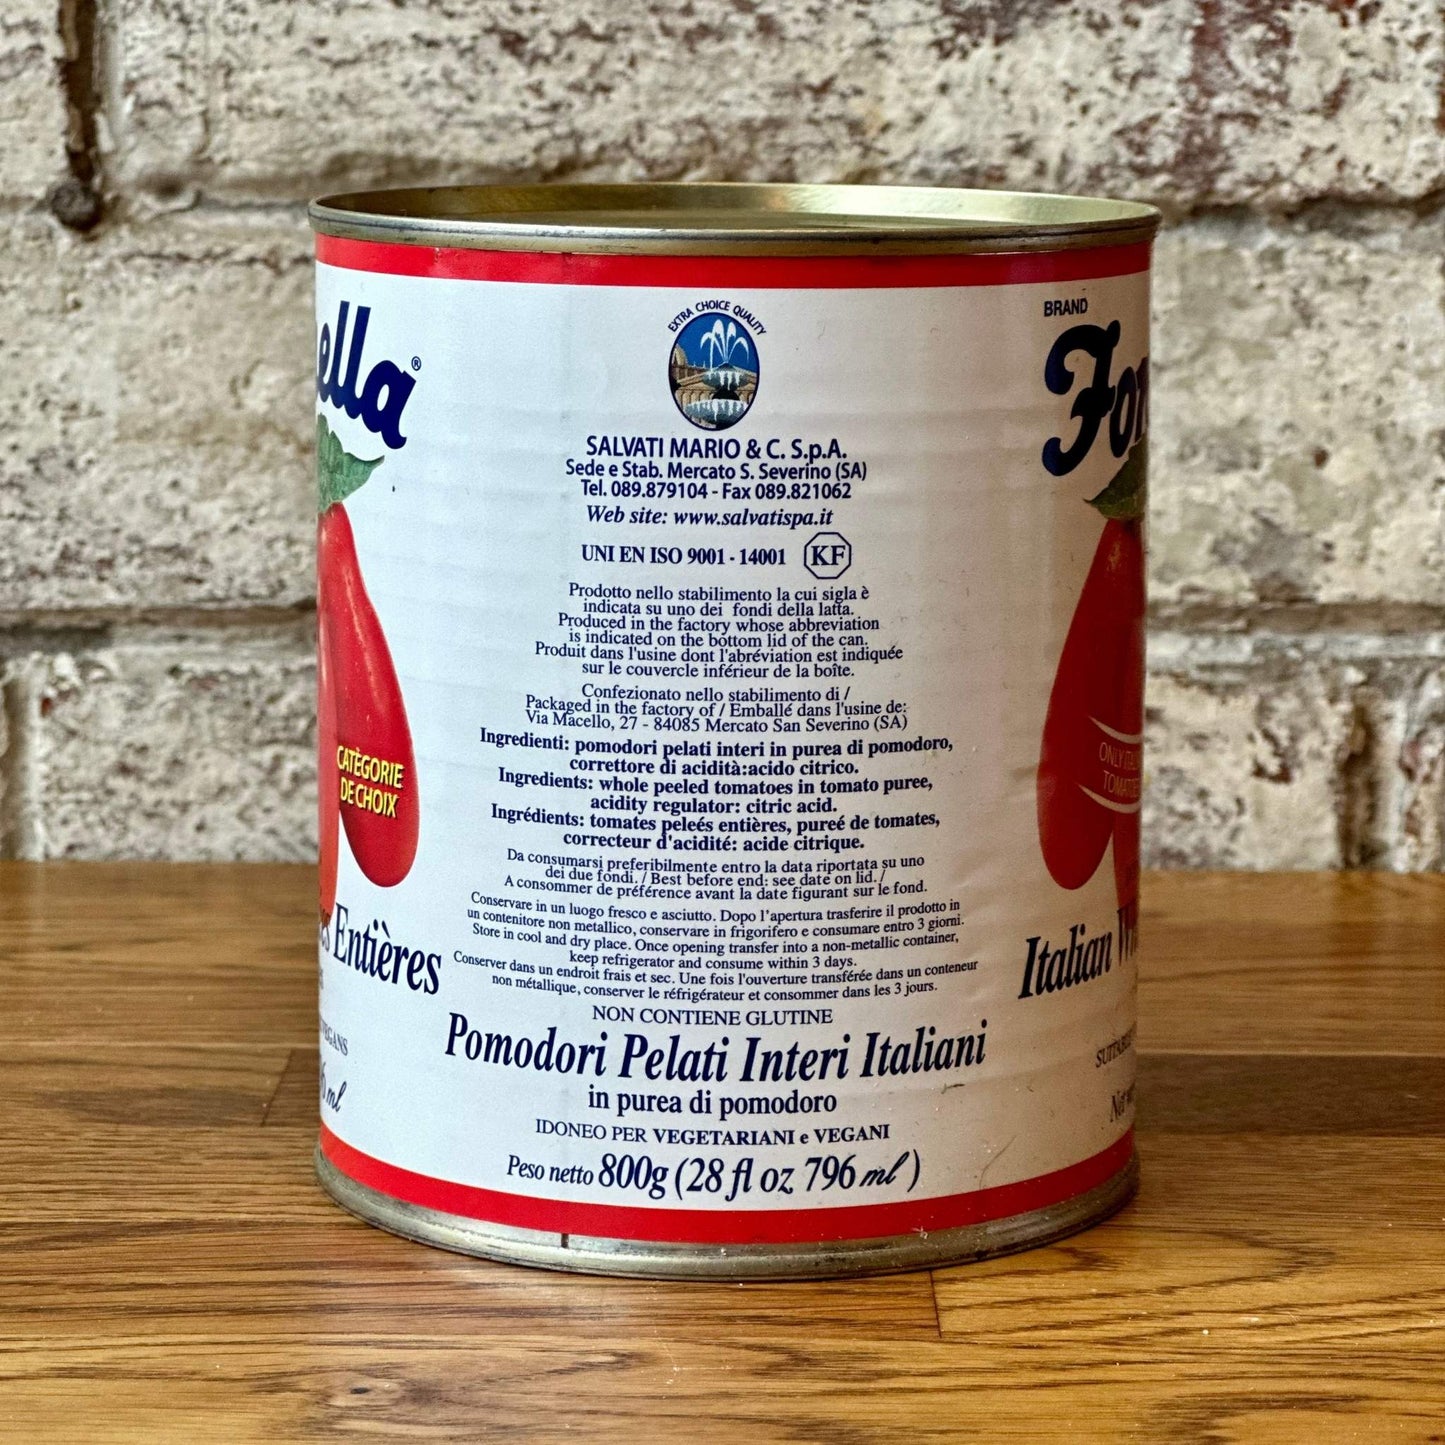 ella®
CATÈGORIE
DE CHOIX
Entières
ml
EXTRA CHOICE QUALITY
SALVATI MARIO & C. S.p.A.
Sede e Stab. Mercato S. Severino (SA)
Tel. 089.879104 - Fax 089.821062
Web site: www.salvatispa.it
UNI EN ISO 9001 - 14001 KF
Prodotto nello stabilimento la cui sigla è
indicata su uno dei fondi della latta.
Produced in the factory whose abbreviation
is indicated on the bottom lid of the can.
Produit dans l'usine dont l'abréviation est indiquée
sur le couvercle inférieur de la boîte.
Confezionato nello stabilimento di /
Packaged in the factory of / Emballé dans l'usine de:
Via Macello, 27 - 84085 Mercato San Severino (SA)
Ingredienti: pomodori pelati interi in purea di pomodoro,
correttore di acidità:acido citrico.
Ingredients: whole peeled tomatoes in tomato puree,
acidity regulator: citric acid.
Ingrédients: tomates peleés entières, pureé de tomates,
correcteur d'acidité: acide citrique.
Da consumarsi preferibilmente entro la data riportata su uno
dei due fondi. / Best before end: see date on lid. /
A consommer de préférence avant la date figurant sur le fond.
Conservare in un luogo fresco e asciutto. Dopo l'apertura trasferire il prodotto in
un contenitore non metallico, conservare in frigorifero e consumare entro 3 giorni.
Store in cool and dry place. Once opening transfer into a non-metallic container,
keep refrigerator and consume within 3 days.
Conserver dans un endroit frais et sec. Une fois l'ouverture transférée dans un conteneur
non métallique, conserver le réfrigérateur et consommer dans les 3 jours.
NON CONTIENE GLUTINE
Pomodori Pelati Interi Italiani
in purea di pomodoro
IDONEO PER VEGETARIANI e VEGANI
Peso netto 800g (28 fl oz 796 ml)
BRAND
For
ONLY ITAL
TOMATOE
Italian W
SUITABLE
Net